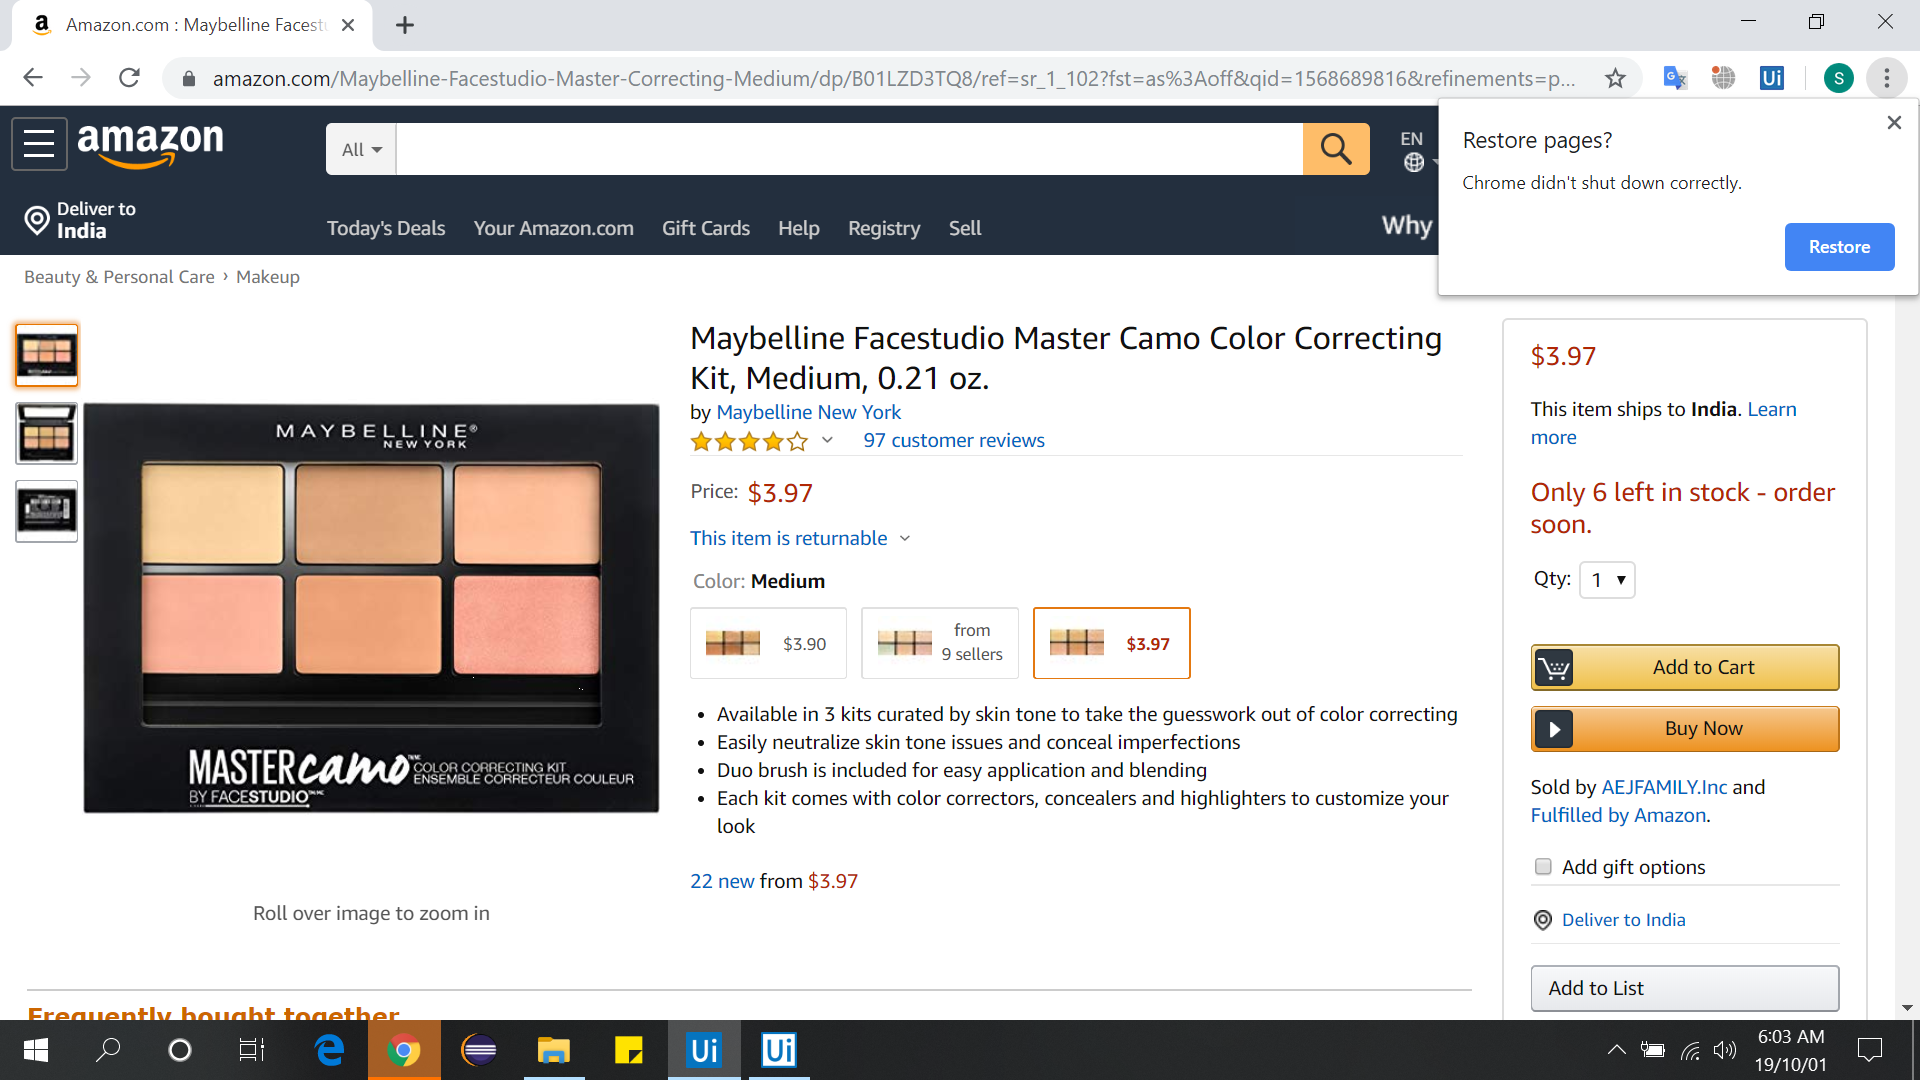 Amazon.com : Maybelline Facest
amazon.com/Maybelline-Facestudio-Master-Correcting-Medium/dp/B01LZD3TQ8/ref=sr_1_102?fst=as%3Aoff&qid=1568689816&refinements=p...
Ui
S
Restore pages?
Chrome didn't shut down correctly.
Restore
amazon
All
EN
Deliver to
India
Today's Deals
Your Amazon.com
Gift Cards
Help
Registry
Sell
Why
Beauty & Personal Care › Makeup
MAYBELLINE®
NEW YORK
MASTER camo™
COLOR CORRECTING KIT
ENSEMBLE CORRECTEUR COULEUR
BY FACESTUDIO
Roll over image to zoom in
Maybelline Facestudio Master Camo Color Correcting
Kit, Medium, 0.21 oz.
by Maybelline New York
97 customer reviews
Price: $3.97
This item is returnable
Color: Medium
$3.90
from
9 sellers
$3.97
Available in 3 kits curated by skin tone to take the guesswork out of color correcting
Easily neutralize skin tone issues and conceal imperfections
Duo brush is included for easy application and blending
Each kit comes with color correctors, concealers and highlighters to customize your
look
22 new from $3.97
$3.97
This item ships to India. Learn
more
Only 6 left in stock - order
soon.
Qty: 1
Add to Cart
Buy Now
Sold by AEJFAMILY.Inc and
Fulfilled by Amazon.
Add gift options
Deliver to India
Add to List
Frequently bought together
Ui
Ui
6:03 AM
19/10/01